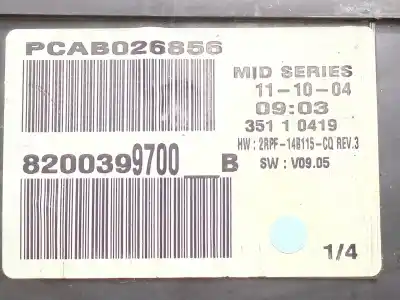 PCAB026856
MID SERIES
11-10-04
09:03
351 1 0419
HW : 2RPF-14B115-CQ REV.3
8200399700__B
SW : V09.05
1/4